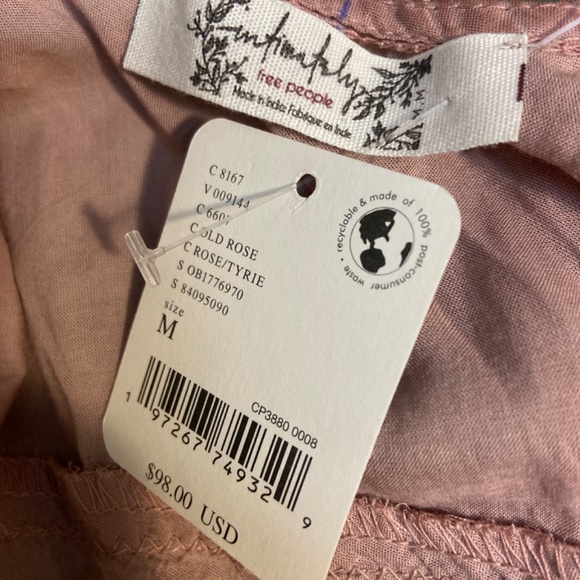 intimately
free people
Made in India: Fabriqué en Inde
C 8167
V 009144
C 6602
OLD ROSE
C ROSE/TYRIE
S OB1776970
S 84095090
recyclable & made of 100% post-consumer waste
size
M
CP3880 0008
1 97267 74932 9
$98.00 USD